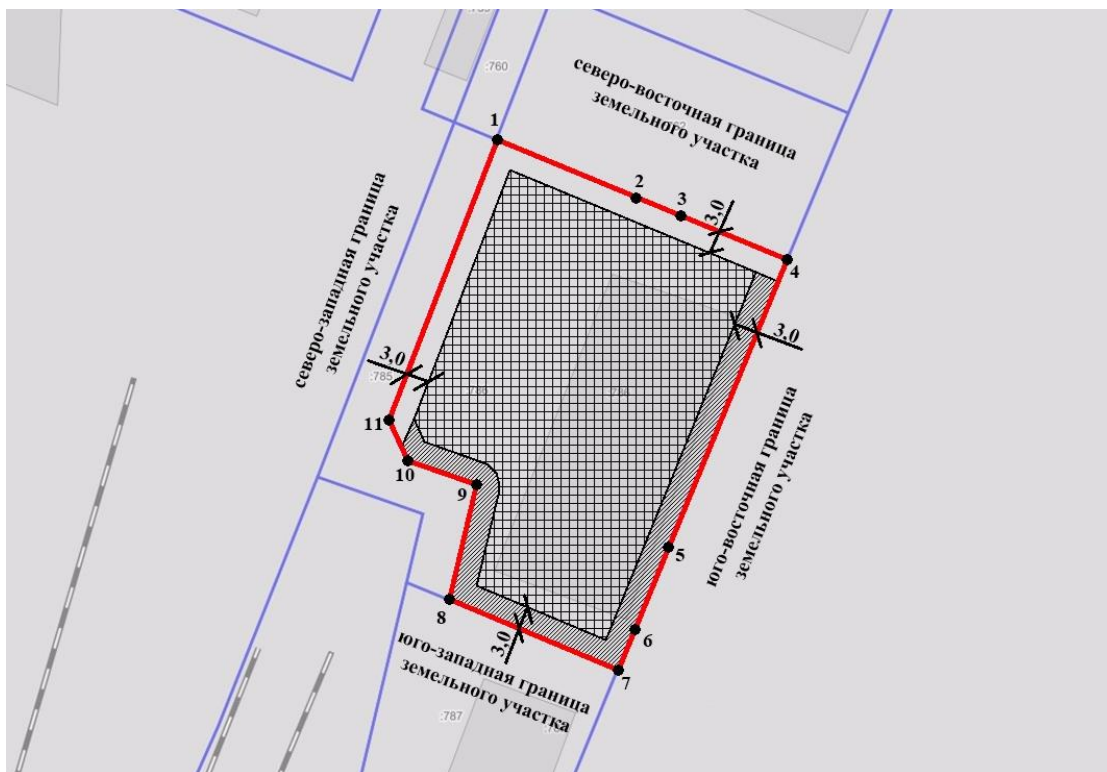 :760
северо-восточная граница
земельного участка
1
2
3
3,0
4
северо-западная граница
земельного участка
3,0
3,0
:785
11
10
9
юго-восточная граница
земельного участка
5
8
6
3,0
7
юго-западная граница
земельного участка
:787